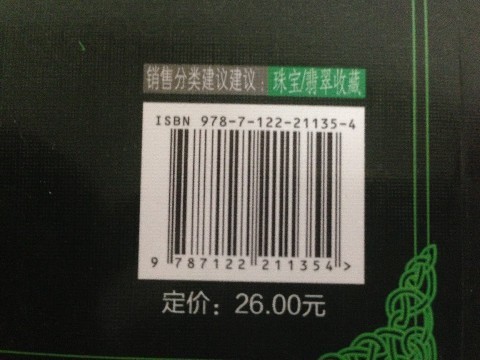 销售分类建议建议：珠宝/翡翠收藏
ISBN 978-7-122-21135-4
9 787122 211354 >
定价：26.00元